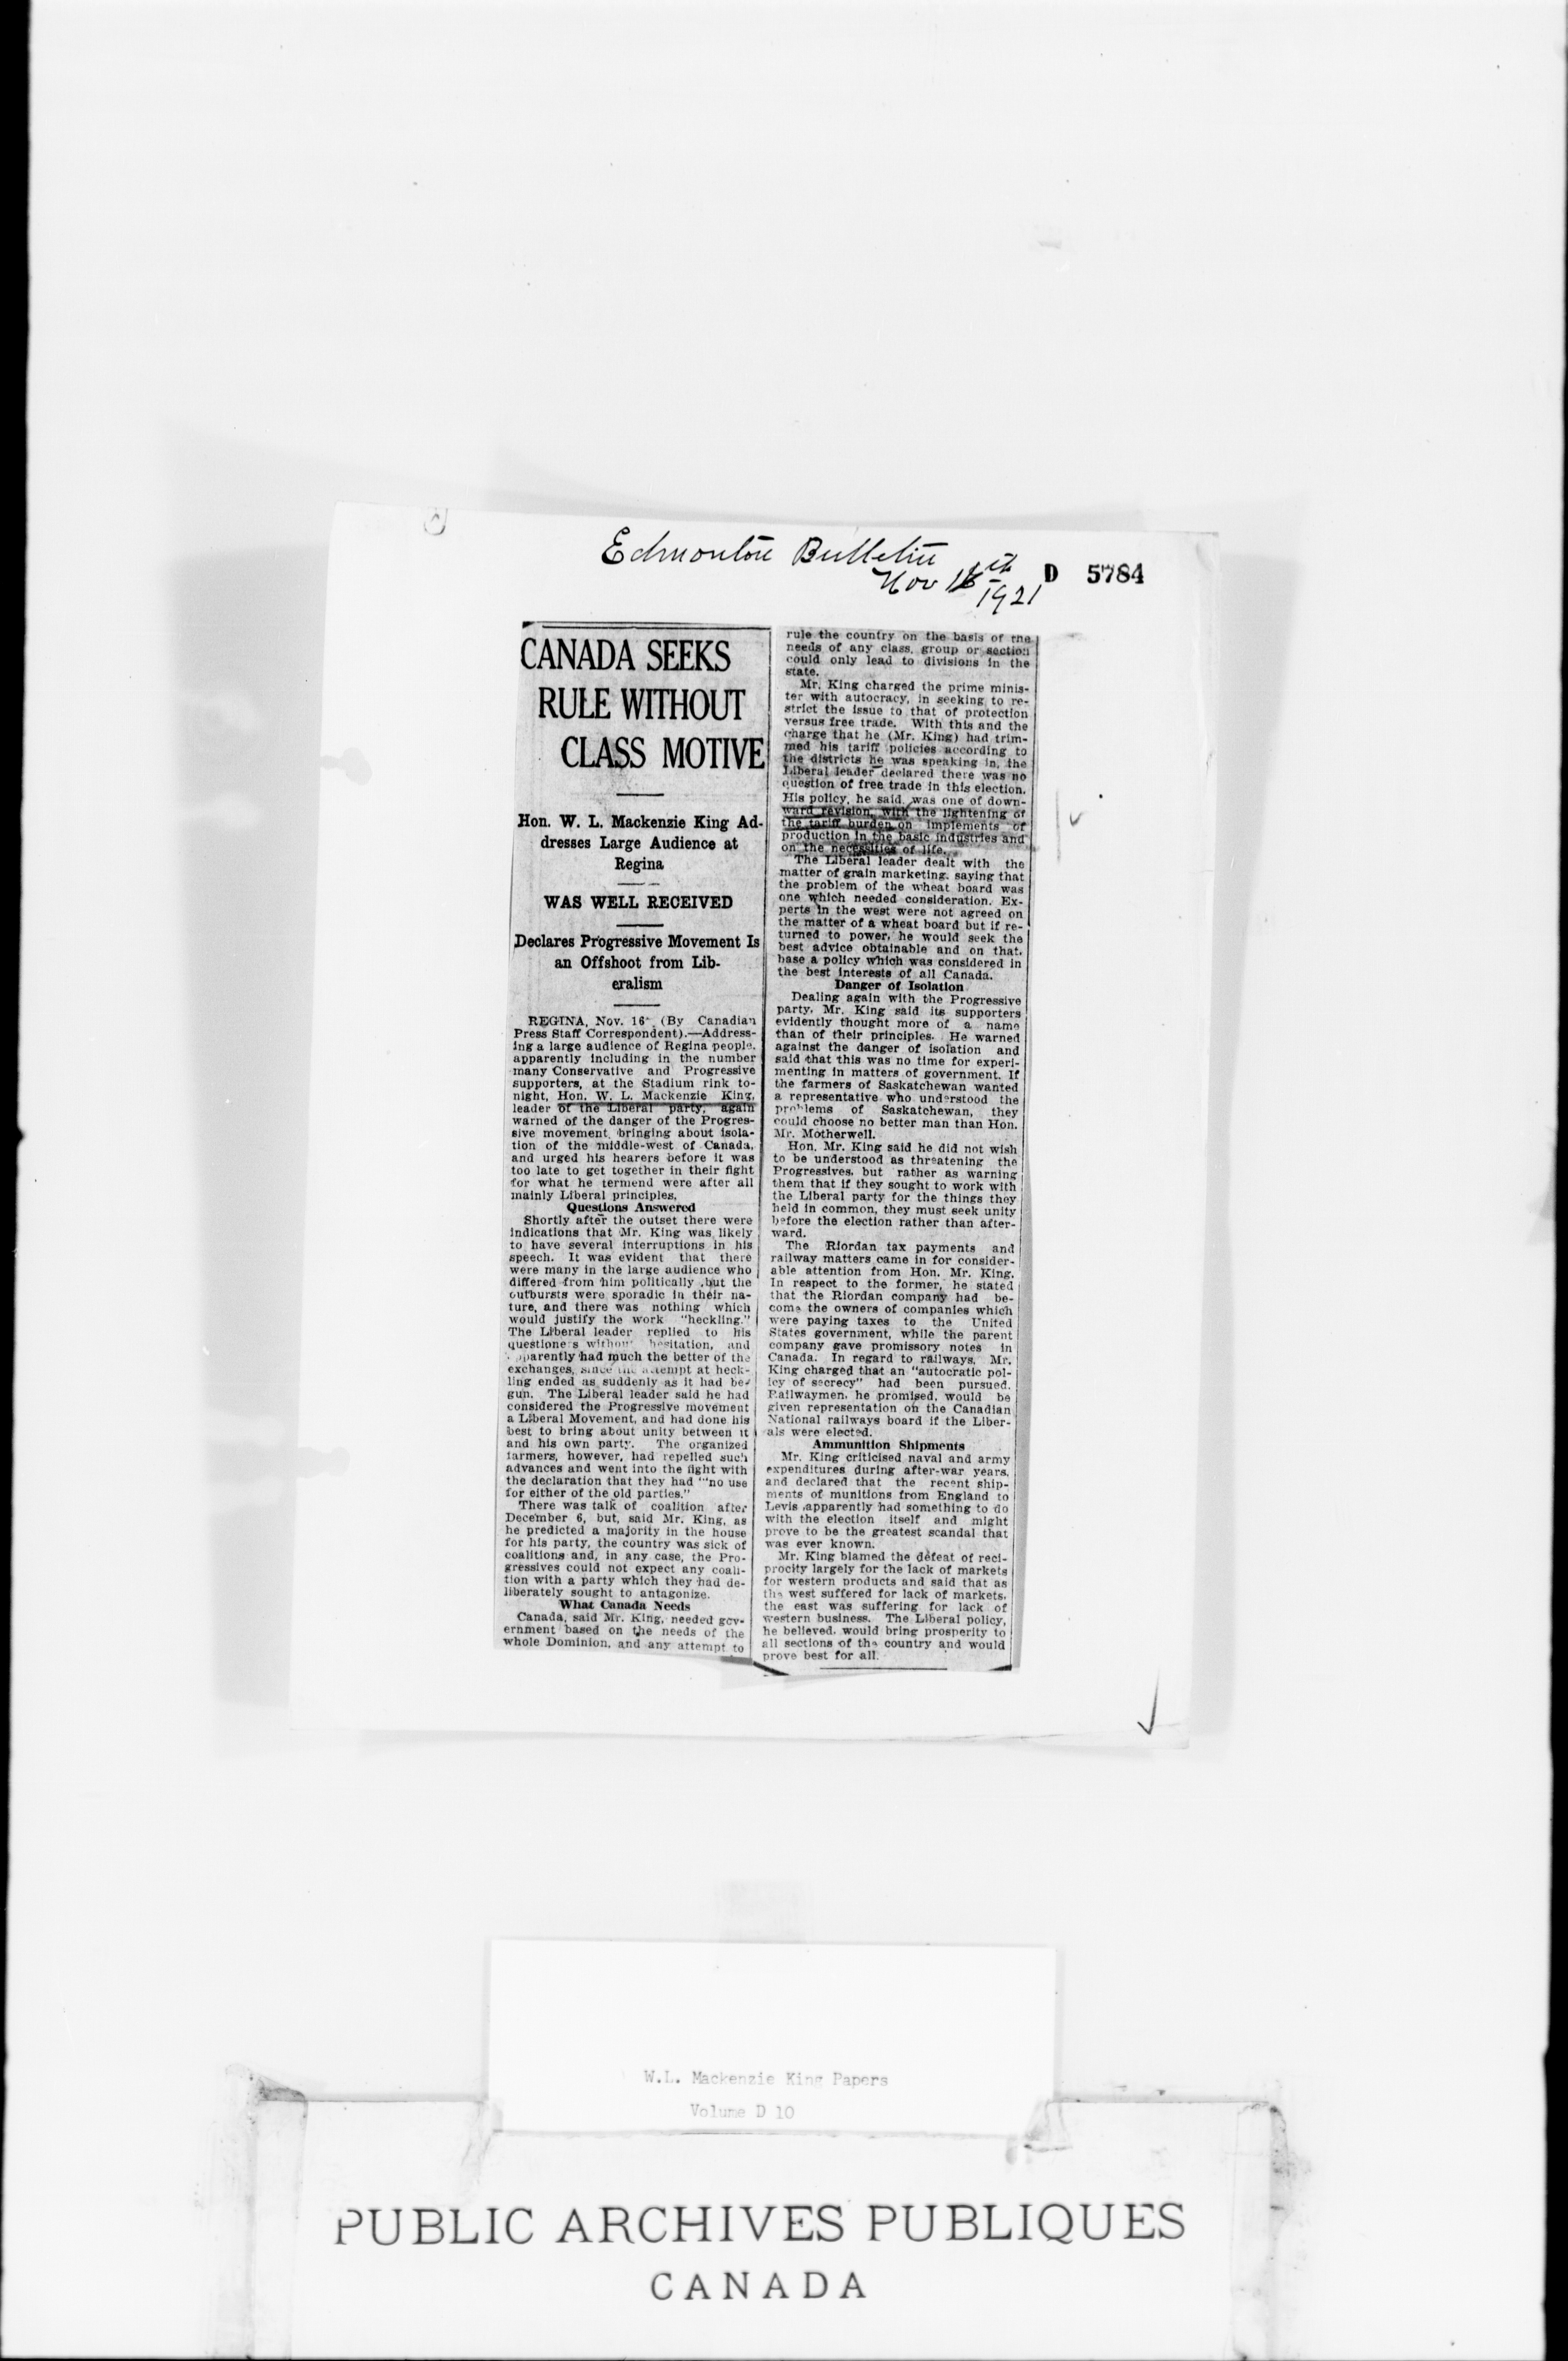 Edmonton Bulletin
Nov 16th
1921
D 5784
CANADA SEEKS
RULE WITHOUT
CLASS MOTIVE
Hon. W. L. Mackenzie King Ad-
dresses Large Audience at
Regina
WAS WELL RECEIVED
Declares Progressive Movement Is
an Offshoot from Lib-
eralism
REGINA, Nov. 16 (By Canadian
Press Staff Correspondent).—Address-
ing a large audience of Regina people,
apparently including in the number
many Conservative and Progressive
supporters, at the Stadium rink to-
night, Hon. W. L. Mackenzie King,
leader of the Liberal party, again
warned of the danger of the Progres-
sive movement, bringing about isola-
tion of the middle-west of Canada,
and urged his hearers before it was
too late to get together in their fight
for what he termend were after all
mainly Liberal principles.
Questions Answered
Shortly after the outset there were
indications that Mr. King was likely
to have several interruptions in his
speech. It was evident that there
were many in the large audience who
differed from him politically ,but the
outbursts were sporadic in their na-
ture, and there was nothing which
would justify the work "heckling."
The Liberal leader replied to his
questioners without hesitation, and
apparently had much the better of the
exchanges, since the attempt at heck-
ling ended as suddenly as it had be-
gun. The Liberal leader said he had
considered the Progressive movement
a Liberal Movement, and had done his
best to bring about unity between it
and his own party. The organized
farmers, however, had repelled such
advances and went into the fight with
the declaration that they had "no use
for either of the old parties."
There was talk of coalition after
December 6, but, said Mr. King, as
he predicted a majority in the house
for his party, the country was sick of
coalitions and, in any case, the Pro-
gressives could not expect any coali-
tion with a party which they had de-
liberately sought to antagonize.
What Canada Needs
Canada, said Mr. King, needed gov-
ernment based on the needs of the
whole Dominion, and any attempt to
rule the country on the basis of the
needs of any class, group or section
could only lead to divisions in the
state.
Mr. King charged the prime minis-
ter with autocracy, in seeking to re-
strict the issue to that of protection
versus free trade. With this and the
charge that he (Mr. King) had trim-
med his tariff policies according to
the districts he was speaking in, the
Liberal leader declared there was no
question of free trade in this election.
His policy, he said, was one of down-
ward revision, with the lightening of
the tariff burden on implements of
production in the basic industries and
on the necessities of life.
The Liberal leader dealt with the
matter of grain marketing, saying that
the problem of the wheat board was
one which needed consideration. Ex-
perts in the west were not agreed on
the matter of a wheat board but if re-
turned to power, he would seek the
best advice obtainable and on that,
base a policy which was considered in
the best interests of all Canada.
Danger of Isolation
Dealing again with the Progressive
party, Mr. King said its supporters
evidently thought more of a name
than of their principles. He warned
against the danger of isolation and
said that this was no time for experi-
menting in matters of government. If
the farmers of Saskatchewan wanted
a representative who understood the
problems of Saskatchewan, they
could choose no better man than Hon.
Mr. Motherwell.
Hon. Mr. King said he did not wish
to be understood as threatening the
Progressives, but rather as warning
them that if they sought to work with
the Liberal party for the things they
held in common, they must seek unity
before the election rather than after-
ward.
The Riordan tax payments and
railway matters came in for consider-
able attention from Hon. Mr. King.
In respect to the former, he stated
that the Riordan company had be-
come the owners of companies which
were paying taxes to the United
States government, while the parent
company gave promissory notes in
Canada. In regard to railways, Mr.
King charged that an "autocratic pol-
icy of secrecy" had been pursued.
Railwaymen, he promised, would be
given representation on the Canadian
National railways board if the Liber-
als were elected.
Ammunition Shipments
Mr. King criticised naval and army
expenditures during after-war years,
and declared that the recent ship-
ments of munitions from England to
Levis ,apparently had something to do
with the election itself and might
prove to be the greatest scandal that
was ever known.
Mr. King blamed the defeat of reci-
procity largely for the lack of markets
for western products and said that as
the west suffered for lack of markets,
the east was suffering for lack of
western business. The Liberal policy,
he believed, would bring prosperity to
all sections of the country and would
prove best for all.
W.L. Mackenzie King Papers
Volume D 10
PUBLIC ARCHIVES PUBLIQUES
CANADA